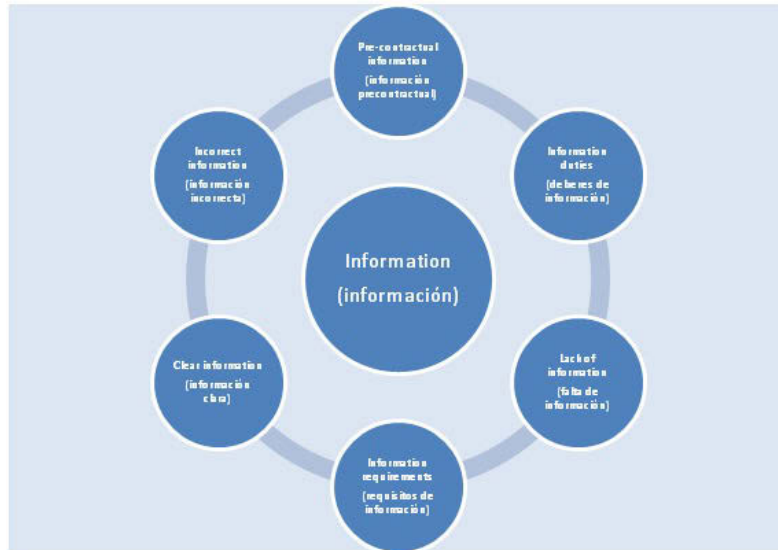 Pre-contractual
information
(información
precontractual)
Information
duties
(deberes de
información)
Lack of
information
(falta de
información)
Information
requirements
(requisitos de
información)
Clear information
(información
clara)
Incorrect
information
(información
incorrecta)
Information
(información)